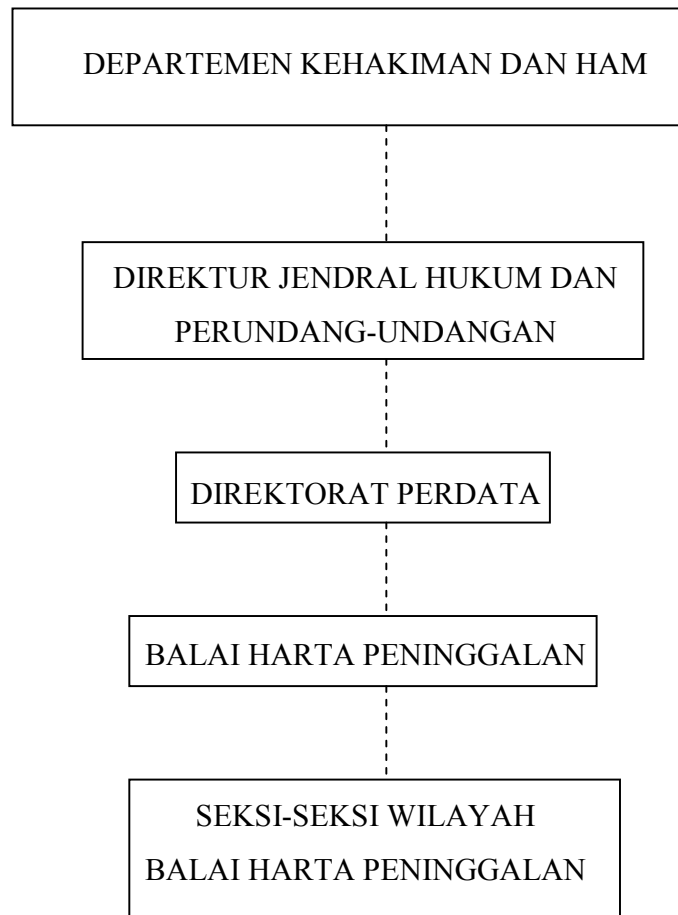 DEPARTEMEN KEHAKIMAN DAN HAM
DIREKTUR JENDRAL HUKUM DAN
PERUNDANG-UNDANGAN
DIREKTORAT PERDATA
BALAI HARTA PENINGGALAN
SEKSI-SEKSI WILAYAH
BALAI HARTA PENINGGALAN